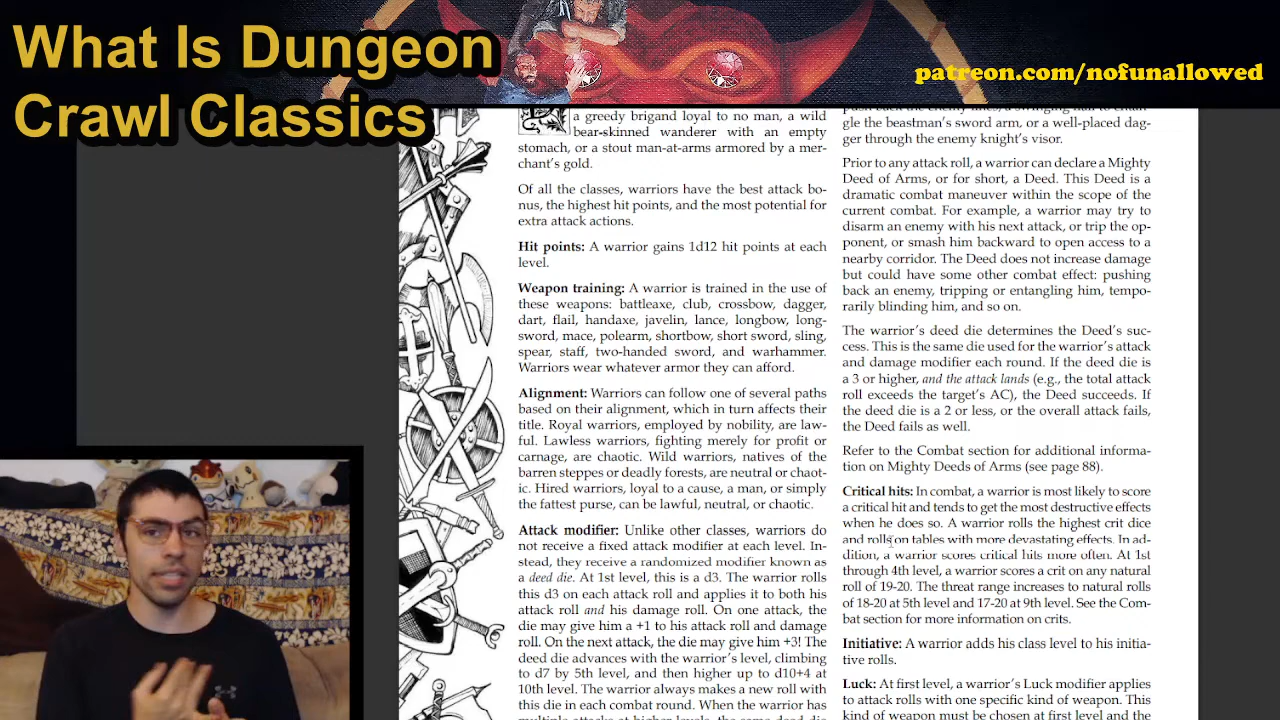 What Is Dungeon
Crawl Classics
patreon.com/nofunallowed
a greedy brigand loyal to no man, a wild
bear-skinned wanderer with an empty
stomach, or a stout man-at-arms armored by a mer-
chant's gold.
Of all the classes, warriors have the best attack bo-
nus, the highest hit points, and the most potential for
extra attack actions.
Hit points: A warrior gains 1d12 hit points at each
level.
Weapon training: A warrior is trained in the use of
these weapons: battleaxe, club, crossbow, dagger,
dart, flail, handaxe, javelin, lance, longbow, long-
sword, mace, polearm, shortbow, short sword, sling,
spear, staff, two-handed sword, and warhammer.
Warriors wear whatever armor they can afford.
Alignment: Warriors can follow one of several paths
based on their alignment, which in turn affects their
title. Royal warriors, employed by nobility, are law-
ful. Lawless warriors, fighting merely for profit or
carnage, are chaotic. Wild warriors, natives of the
barren steppes or deadly forests, are neutral or chaot-
ic. Hired warriors, loyal to a cause, a man, or simply
the fattest purse, can be lawful, neutral, or chaotic.
Attack modifier: Unlike other classes, warriors do
not receive a fixed attack modifier at each level. In-
stead, they receive a randomized modifier known as
a deed die. At 1st level, this is a d3. The warrior rolls
this d3 on each attack roll and applies it to both his
attack roll and his damage roll. On one attack, the
die may give him a +1 to his attack roll and damage
roll. On the next attack, the die may give him +3! The
deed die advances with the warrior's level, climbing
to d7 by 5th level, and then higher up to d10+4 at
10th level. The warrior always makes a new roll with
this die in each combat round. When the warrior has
gle the beastman's sword arm, or a well-placed dag-
ger through the enemy knight's visor.
Prior to any attack roll, a warrior can declare a Mighty
Deed of Arms, or for short, a Deed. This Deed is a
dramatic combat maneuver within the scope of the
current combat. For example, a warrior may try to
disarm an enemy with his next attack, or trip the op-
ponent, or smash him backward to open access to a
nearby corridor. The Deed does not increase damage
but could have some other combat effect: pushing
back an enemy, tripping or entangling him, tempo-
rarily blinding him, and so on.
The warrior's deed die determines the Deed's suc-
cess. This is the same die used for the warrior's attack
and damage modifier each round. If the deed die is
a 3 or higher, and the attack lands (e.g., the total attack
roll exceeds the target's AC), the Deed succeeds. If
the deed die is a 2 or less, or the overall attack fails,
the Deed fails as well.
Refer to the Combat section for additional informa-
tion on Mighty Deeds of Arms (see page 88).
Critical hits: In combat, a warrior is most likely to score
a critical hit and tends to get the most destructive effects
when he does so. A warrior rolls the highest crit dice
and rolls on tables with more devastating effects. In ad-
dition, a warrior scores critical hits more often. At 1st
through 4th level, a warrior scores a crit on any natural
roll of 19-20. The threat range increases to natural rolls
of 18-20 at 5th level and 17-20 at 9th level. See the Com-
bat section for more information on crits.
Initiative: A warrior adds his class level to his initia-
tive rolls.
Luck: At first level, a warrior's Luck modifier applies
to attack rolls with one specific kind of weapon. This
kind of weapon must be chosen at first level and the